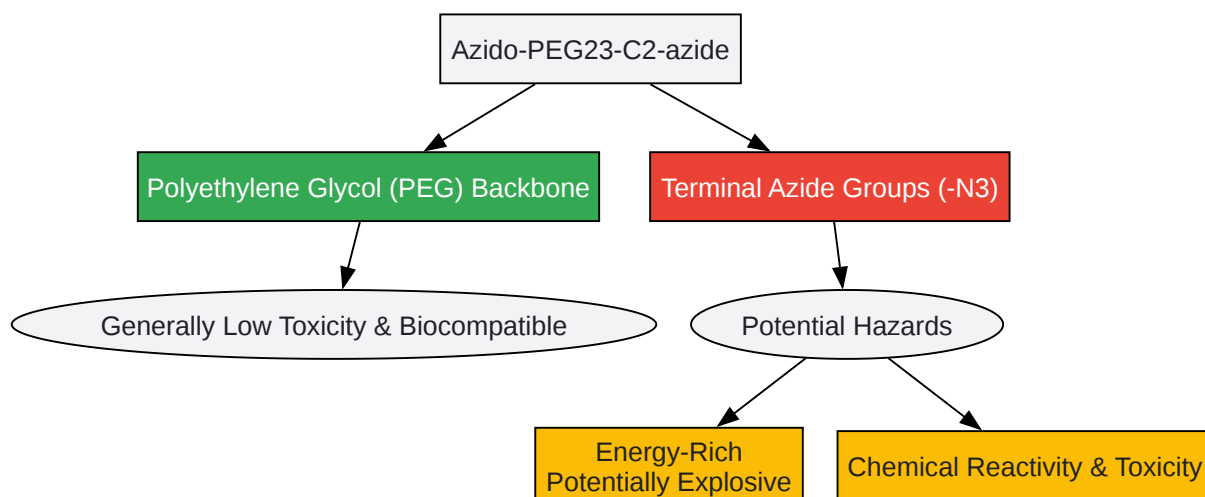 Azido-PEG23-C2-azide
Polyethylene Glycol (PEG) Backbone
Terminal Azide Groups (-N3)
Generally Low Toxicity & Biocompatible
Potential Hazards
Energy-Rich
Potentially Explosive
Chemical Reactivity & Toxicity